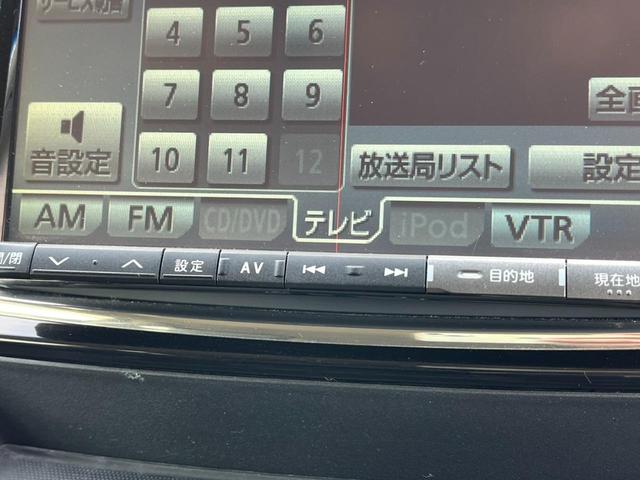 4 5 6
7 8 9
音設定
10 11 12
放送局リスト 設定
AM FM CD/DVD テレビ iPod VTR
設定 AV 目的地 現在地